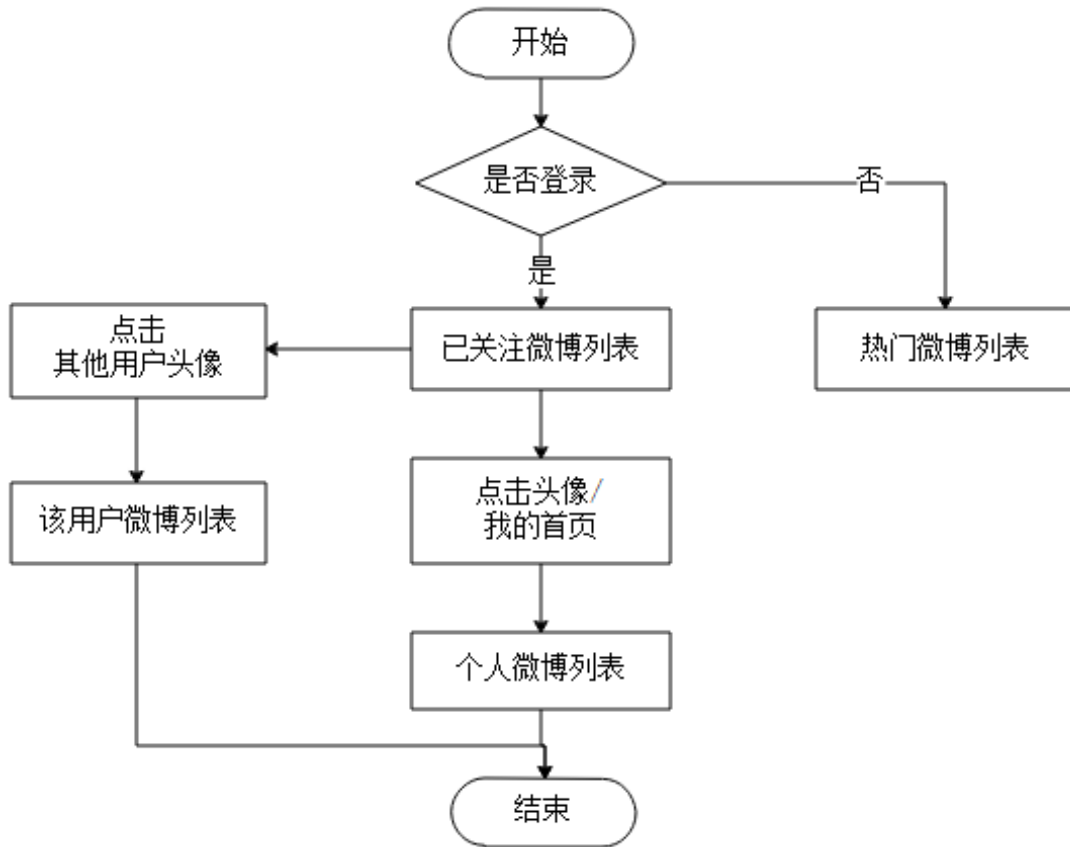 开始
是否登录
否
是
点击
其他用户头像
已关注微博列表
热门微博列表
点击头像/
我的首页
该用户微博列表
个人微博列表
结束